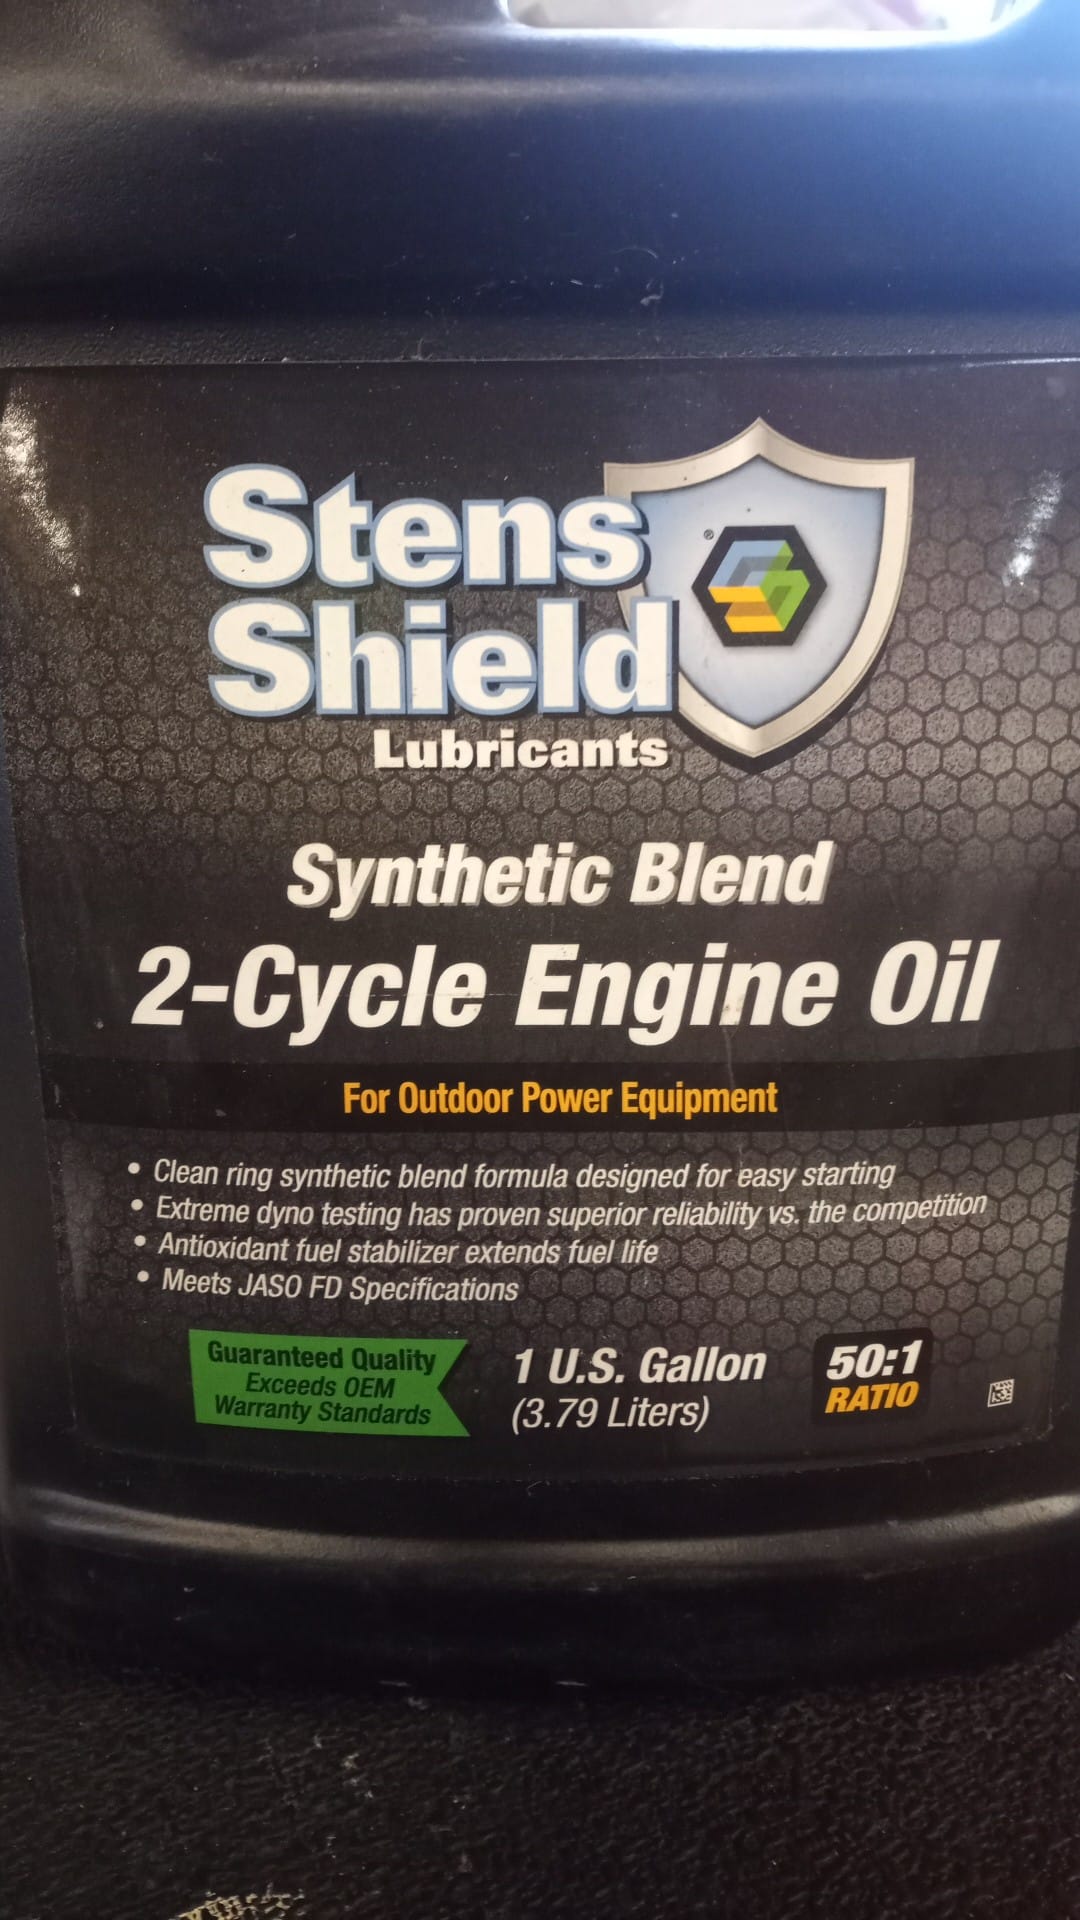 Stens
®
Shield
Lubricants
Synthetic Blend
2-Cycle Engine Oil
For Outdoor Power Equipment
• Clean ring synthetic blend formula designed for easy starting
• Extreme dyno testing has proven superior reliability vs. the competition
• Antioxidant fuel stabilizer extends fuel life
• Meets JASO FD Specifications
Guaranteed Quality
Exceeds OEM
Warranty Standards
1 U.S. Gallon
(3.79 Liters)
50:1
RATIO